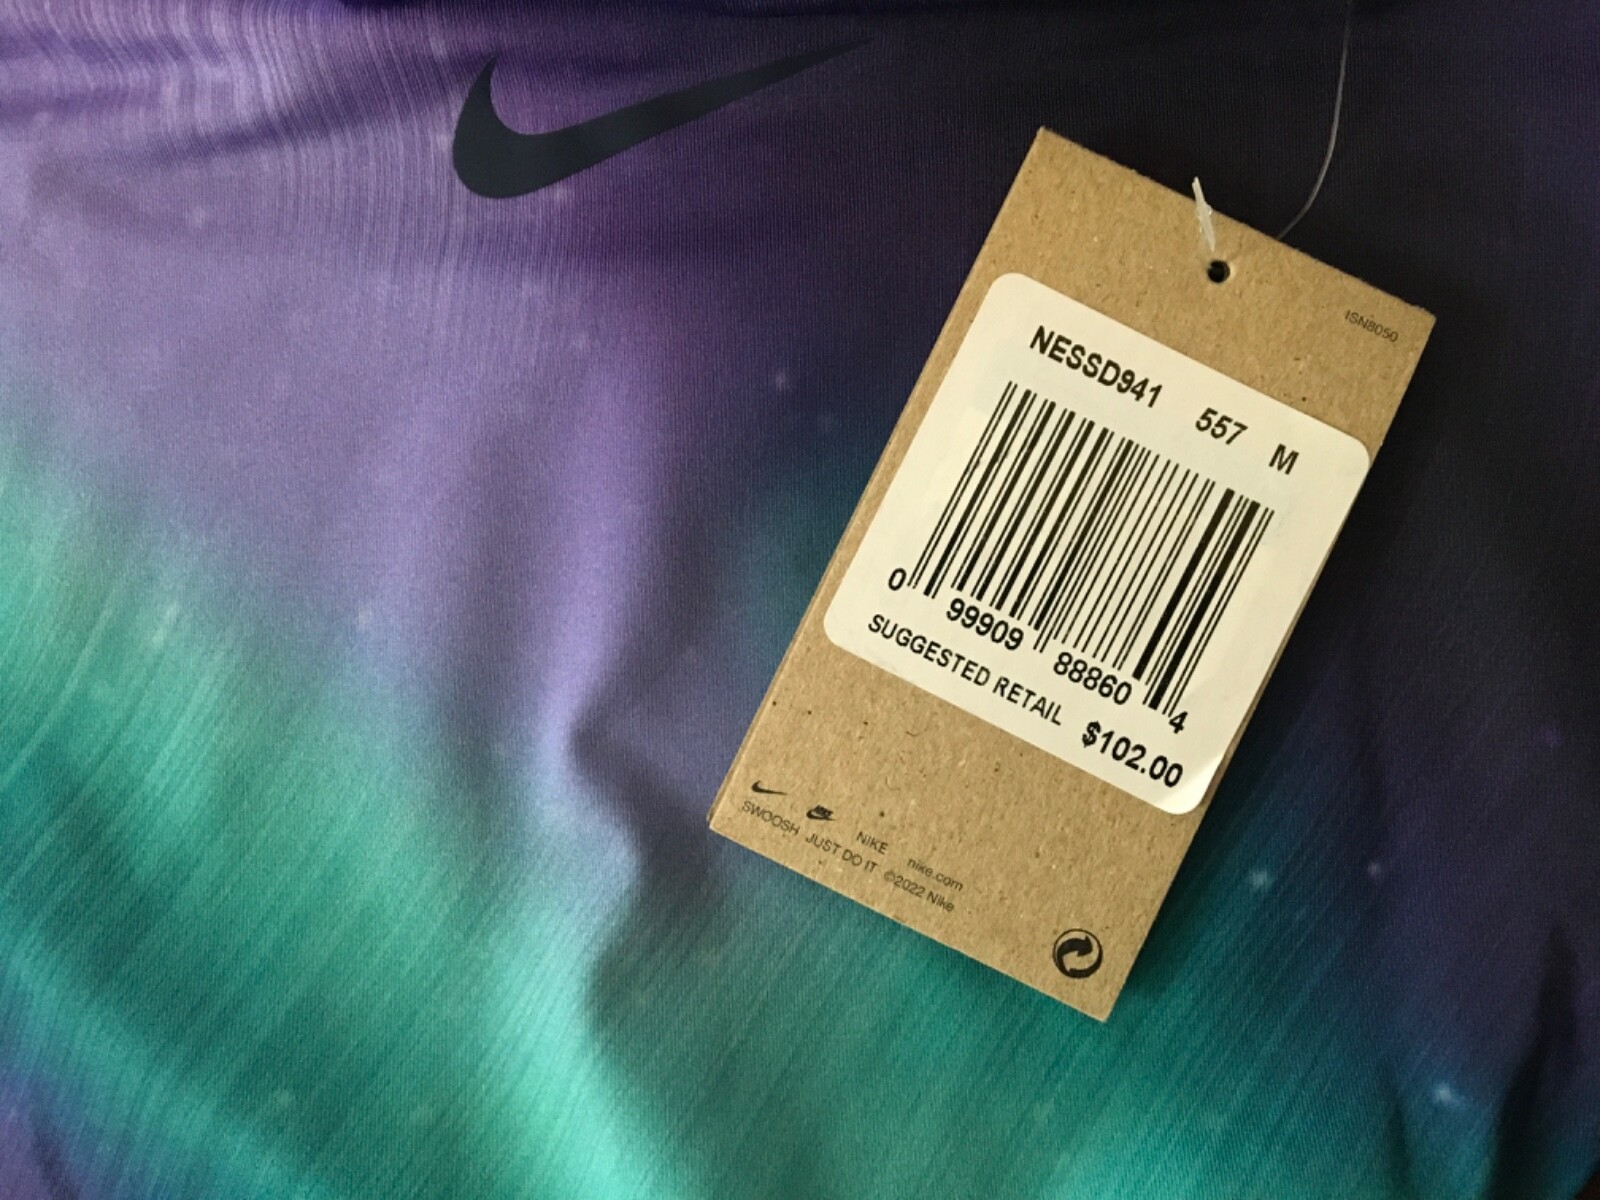 ISN8050
NESSD941 557 M
0 99909 88860 4
SUGGESTED RETAIL $102.00
NIKE nike.com
SWOOSH JUST DO IT ©2022 Nike